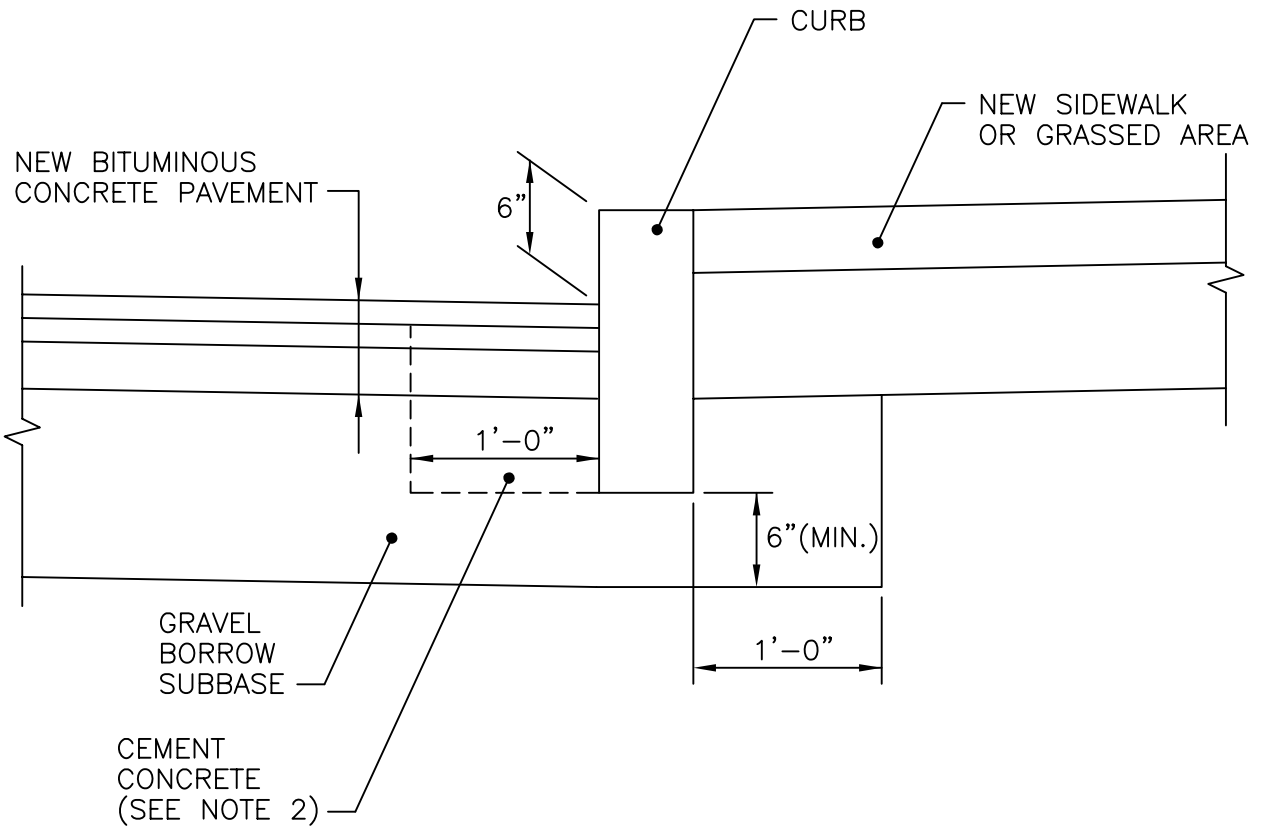 CURB
NEW SIDEWALK
OR GRASSED AREA
NEW BITUMINOUS
CONCRETE PAVEMENT
6”
1’–0”
6”(MIN.)
GRAVEL
BORROW
SUBBASE
1’–0”
CEMENT
CONCRETE
(SEE NOTE 2)